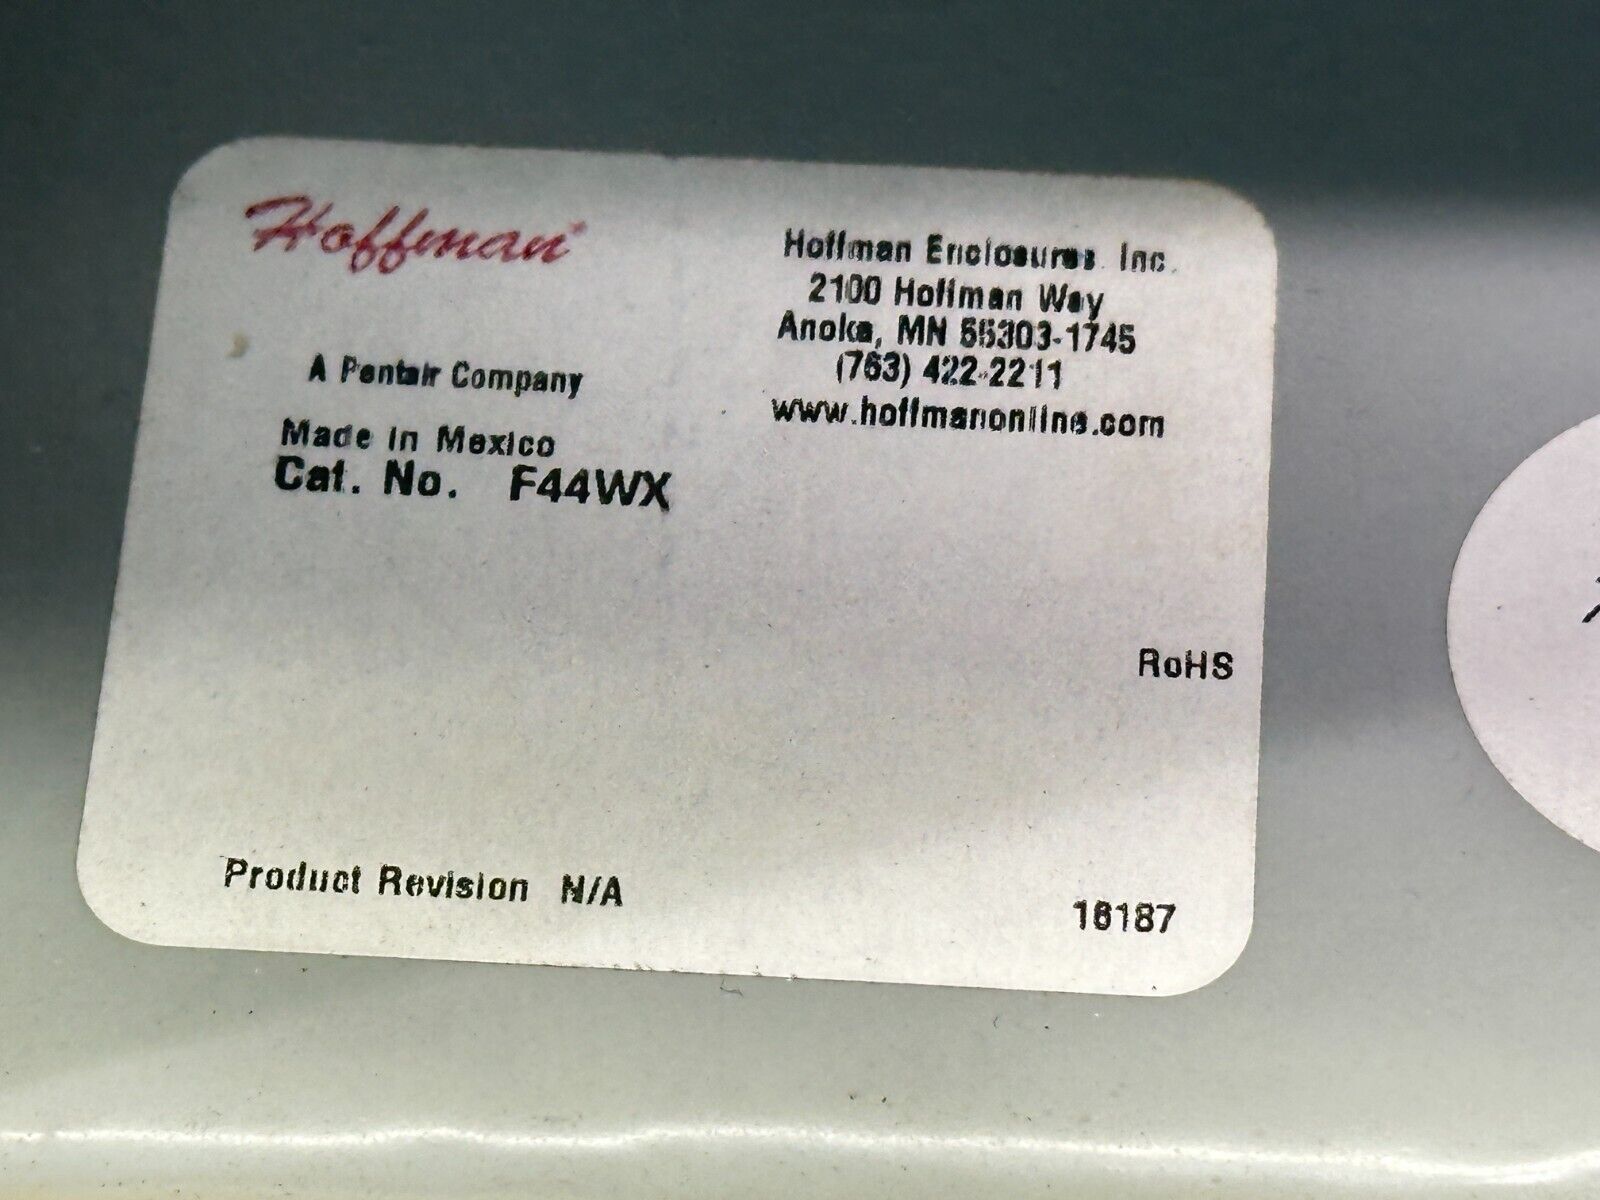 Hoffman
Hoffman Enclosures Inc.
2100 Hoffman Way
Anoka, MN 55303-1745
(763) 422-2211
www.hoffmanonline.com
A Pentair Company
Made in Mexico
Cat. No. F44WX
RoHS
Product Revision N/A
16187